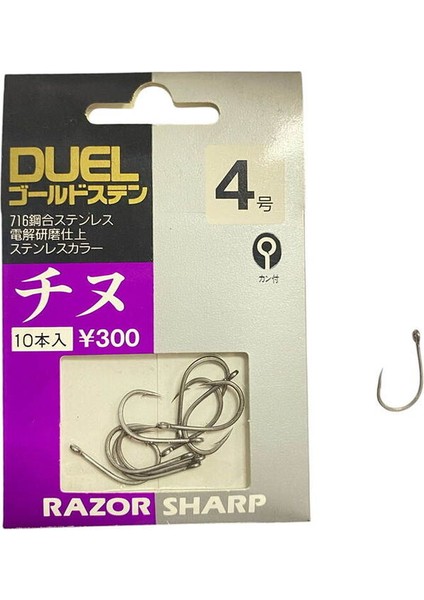 DUEL
ゴールドステン
716鋼合ステンレス
電解研磨仕上
ステンレスカラー
チヌ
10本入 ¥300
4号
カン付
RAZOR SHARP